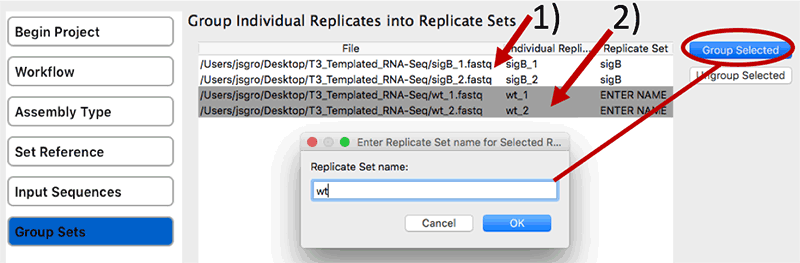 Group Individual Replicates into Replicate Sets
1)
2)
Begin Project
Workflow
Assembly Type
Set Reference
Input Sequences
Group Sets
File Individual Repli... Replicate Set
/Users/jsgro/Desktop/T3_Templated_RNA-Seq/sigB_1.fastq sigB_1 sigB
/Users/jsgro/Desktop/T3_Templated_RNA-Seq/sigB_2.fastq sigB_2 sigB
/Users/jsgro/Desktop/T3_Templated_RNA-Seq/wt_1.fastq wt_1 ENTER NAME
/Users/jsgro/Desktop/T3_Templated_RNA-Seq/wt_2.fastq wt_2 ENTER NAME
Group Selected
Ungroup Selected
Enter Replicate Set name for Selected R...
Replicate Set name:
wt
Cancel OK